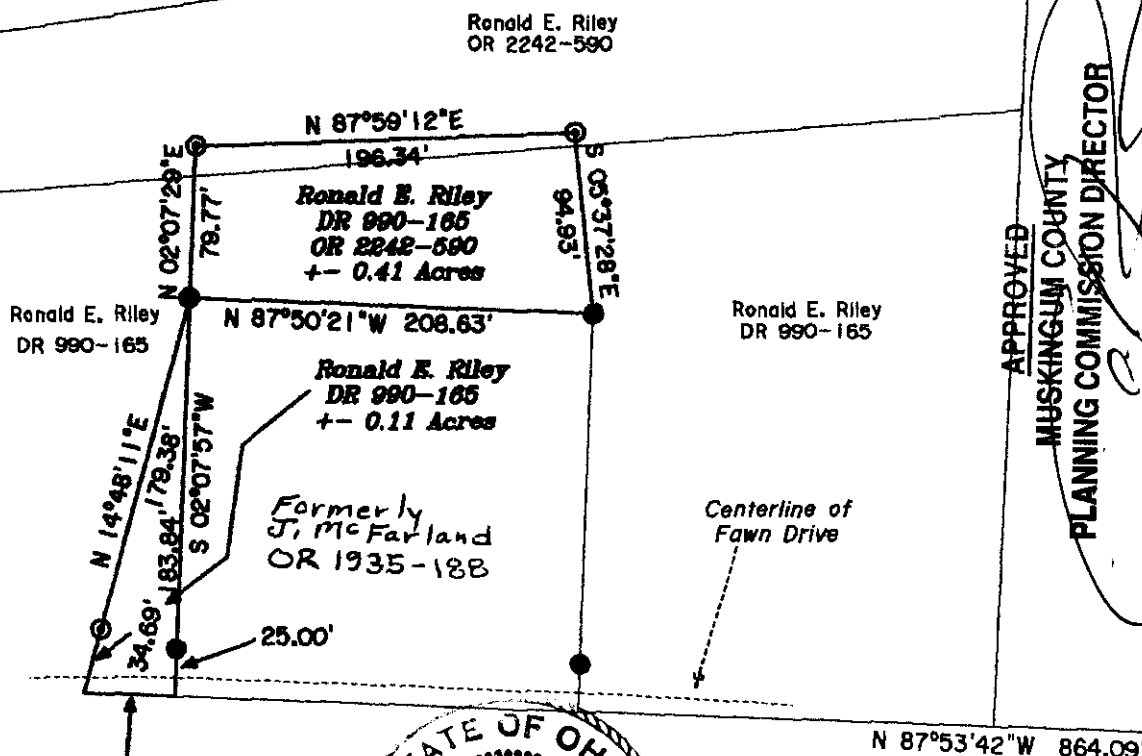 Ronald E. Riley
OR 2242-590
N 87°59'12"E
196.34'
N 02°07'29"E
79.77'
Ronald E. Riley
DR 990-165
OR 2242-590
+- 0.41 Acres
S 05°37'28"E
94.93'
Ronald E. Riley
DR 990-165
N 87°50'21"W 208.63'
Ronald E. Riley
DR 990-165
APPROVED
MUSKINGUM COUNTY
PLANNING COMMISSION DIRECTOR
Ronald E. Riley
DR 990-165
+- 0.11 Acres
N 14°48'11"E
179.38'
183.84'
S 02°07'57"W
Formerly
J. McFarland
OR 1935-188
Centerline of
Fawn Drive
34.69'
25.00'
STATE OF OH
N 87°53'42"W 864.09